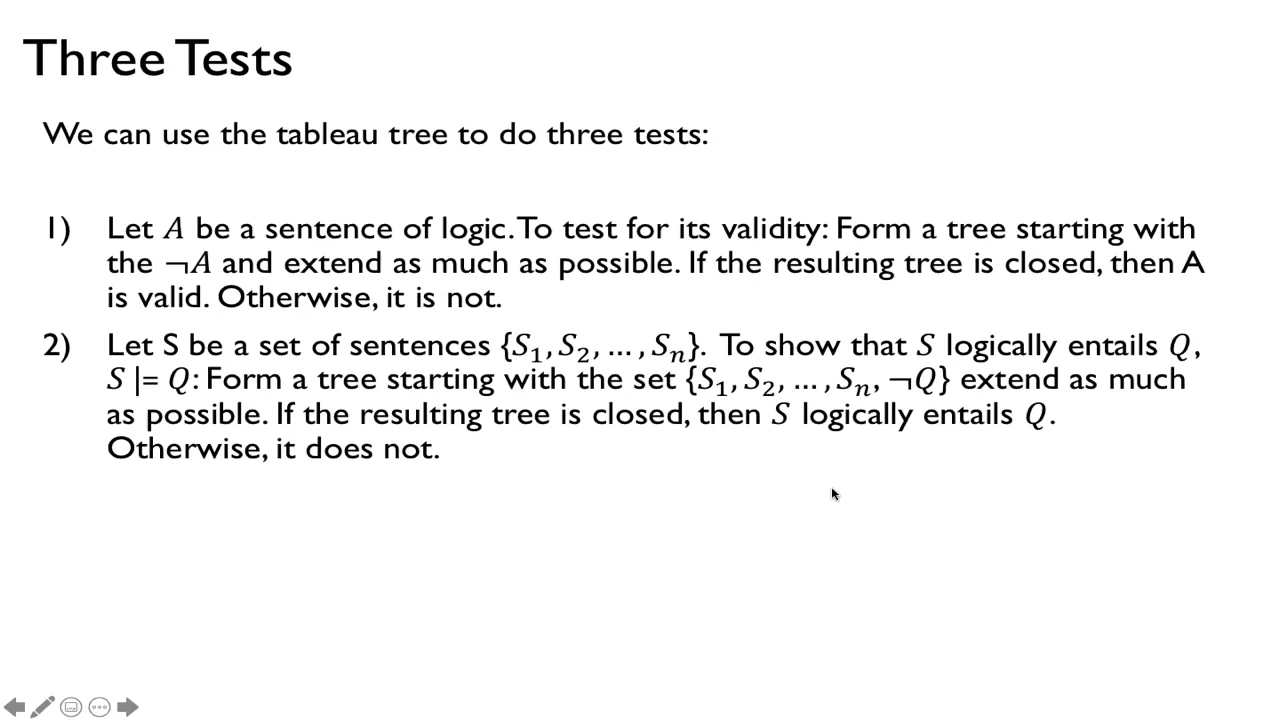 Three Tests
We can use the tableau tree to do three tests:
1) Let A be a sentence of logic. To test for its validity: Form a tree starting with
the ¬A and extend as much as possible. If the resulting tree is closed, then A
is valid. Otherwise, it is not.
2) Let S be a set of sentences {S₁, S₂, … , Sₙ}. To show that S logically entails Q,
S |= Q: Form a tree starting with the set {S₁, S₂, … , Sₙ, ¬Q} extend as much
as possible. If the resulting tree is closed, then S logically entails Q.
Otherwise, it does not.